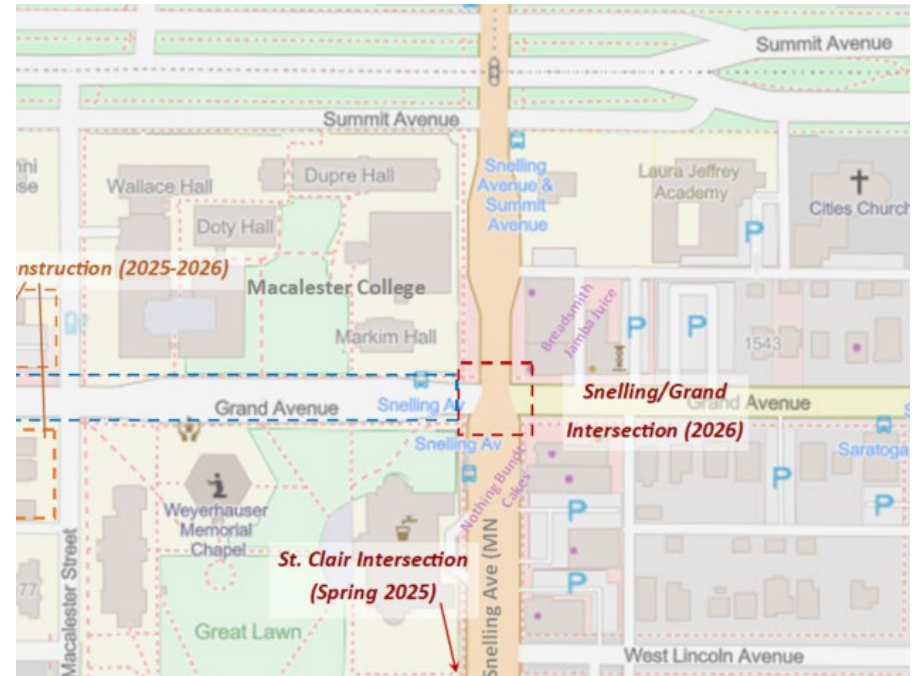 Summit Avenue
Summit Avenue
Dupre Hall
Wallace Hall
Doty Hall
Snelling
Avenue &
Summit
Avenue
Laura Jeffrey
Academy
Cities Church
P
nni
se
nstruction (2025-2026)
Macalester College
Markim Hall
Breadsmith
Jamba Juice
P
P
1543
Grand Avenue
Snelling Av
Snelling/Grand
Intersection (2026)
Grand Avenue
S
Snelling Av
Saratoga
Nothing Bundt
Cakes
P
P
P
P
Weyerhauser
Memorial
Chapel
St. Clair Intersection
(Spring 2025)
77
Great Lawn
Macalester Street
Snelling Ave (MN
West Lincoln Avenue